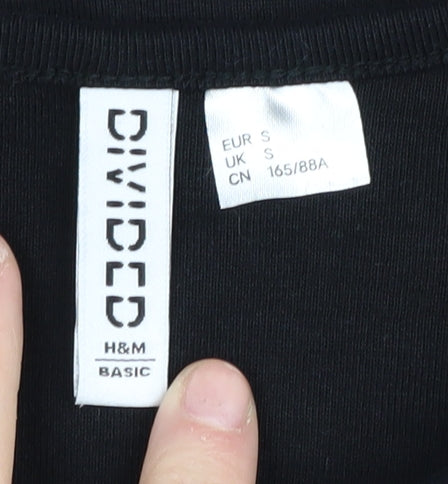 DIVIDED
H&M
BASIC
EUR S
UK S
CN 165/88A